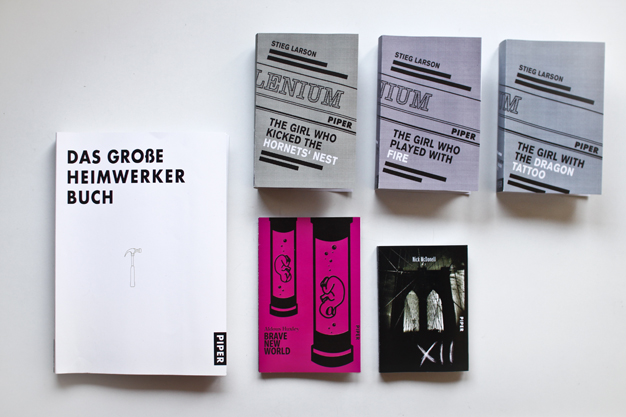 DAS GROßE
HEIMWERKER
BUCH
PIPER
STIEG LARSON
LENIUM
PIPER
THE GIRL WHO
KICKED THE
HORNETS' NEST
STIEG LARSON
NIUM
PIPER
THE GIRL WHO
PLAYED WITH
FIRE
STIEG LARSON
M
PIPER
THE GIRL WITH
THE DRAGON
TATTOO
BRAVE
NEW
WORLD
Nick McDonell
PIPER
XII